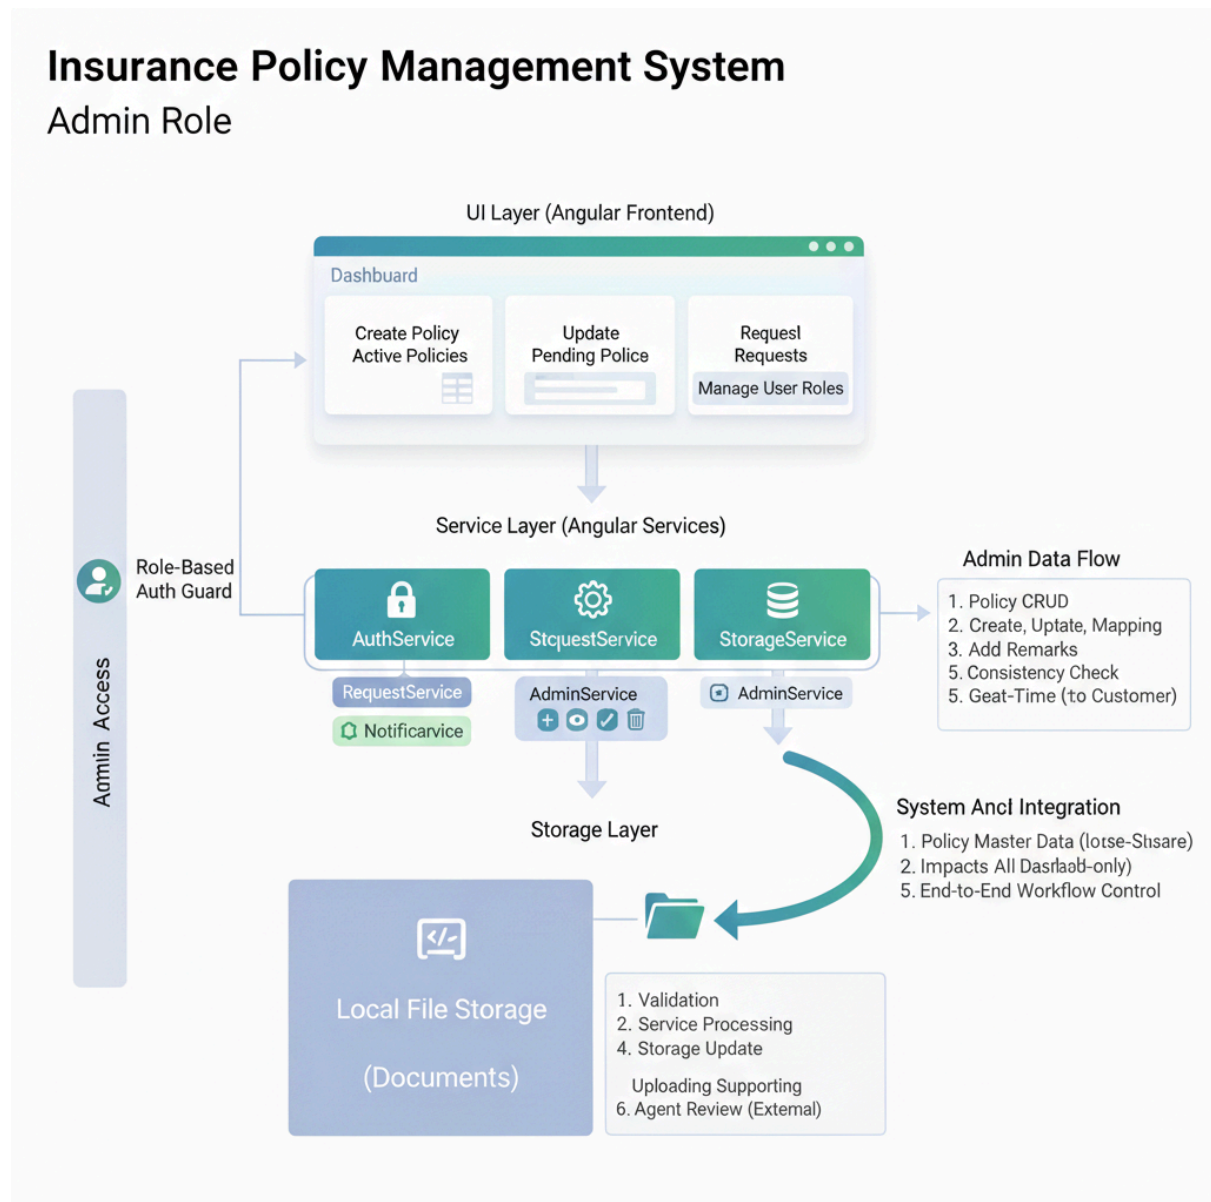 Insurance Policy Management System
Admin Role
UI Layer (Angular Frontend)
Dashbuard
Create Policy
Active Policies
Update
Pending Police
Request
Requests
Manage User Roles
Role-Based
Auth Guard
Admin Access
Service Layer (Angular Services)
AuthService
StquestService
StorageService
RequestService
Notificarvice
AdminService
AdminService
Admin Data Flow
1. Policy CRUD
2. Create, Uptate, Mapping
3. Add Remarks
5. Consistency Check
5. Geat-Time (to Customer)
System Ancl Integration
1. Policy Master Data
2. Impacts All
5. End-to-End Workflow Control
Storage Layer
</>
Local File Storage
(Documents)
1. Validation
2. Service Processing
4. Storage Update
Uploading Supporting
6. Agent Review (External)